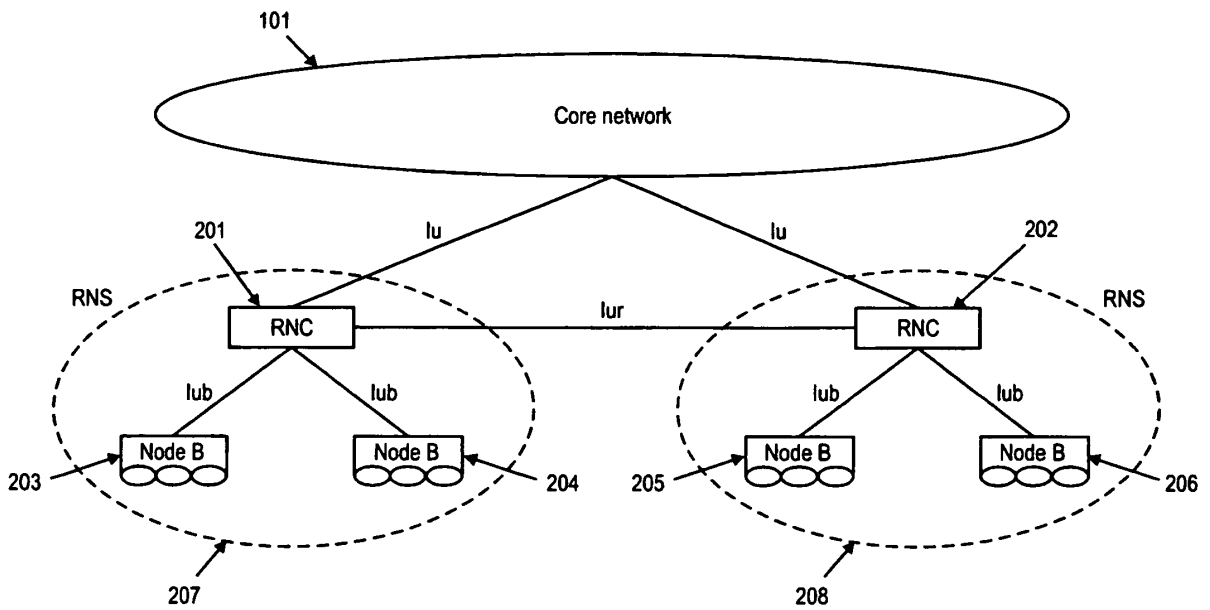 101
Core network
201
Iu
Iu
202
RNS
RNC
Iur
RNC
RNS
Iub
Iub
Iub
Iub
Node B
Node B
Node B
Node B
203
204
205
206
207
208